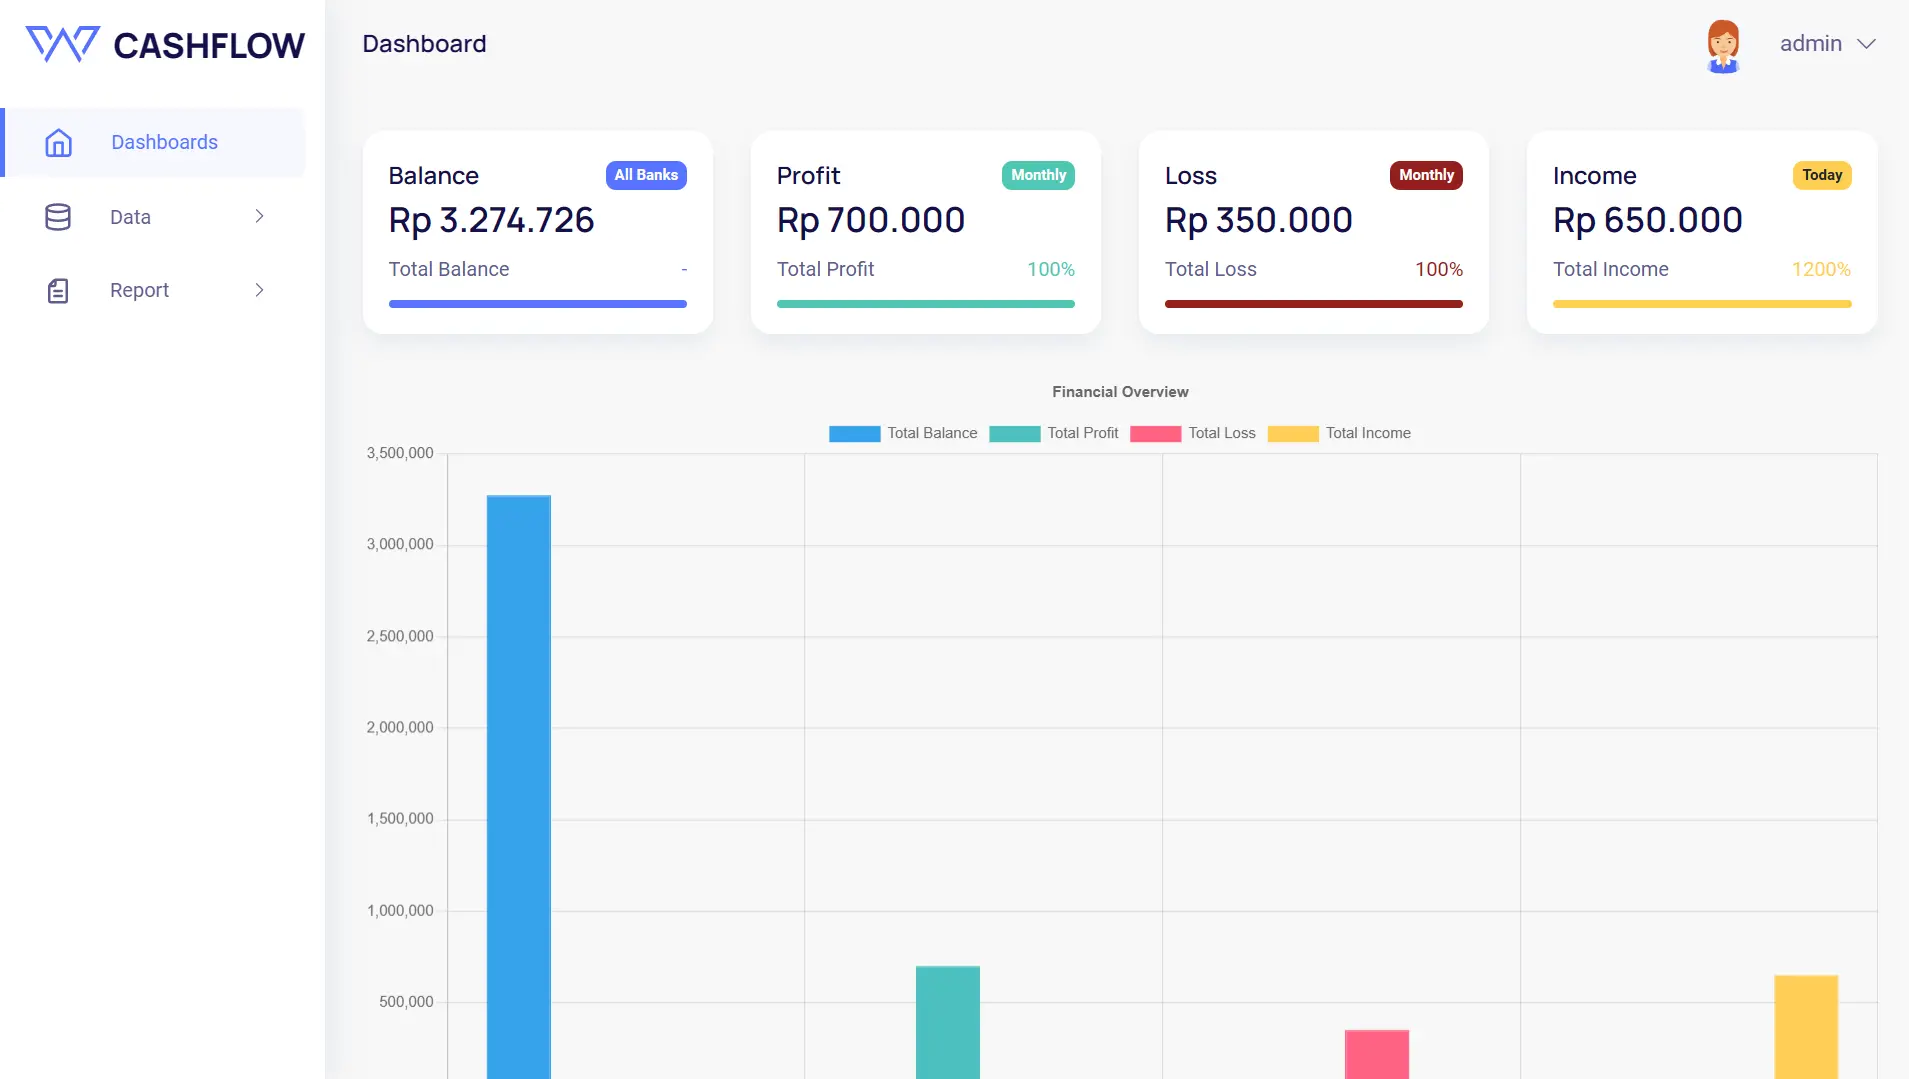 CASHFLOW
Dashboard
admin
Dashboards
Data
Report
Balance
All Banks
Rp 3.274.726
Total Balance
-
Profit
Monthly
Rp 700.000
Total Profit
100%
Loss
Monthly
Rp 350.000
Total Loss
100%
Income
Today
Rp 650.000
Total Income
1200%
Financial Overview
Total Balance
Total Profit
Total Loss
Total Income
3,500,000
3,000,000
2,500,000
2,000,000
1,500,000
1,000,000
500,000